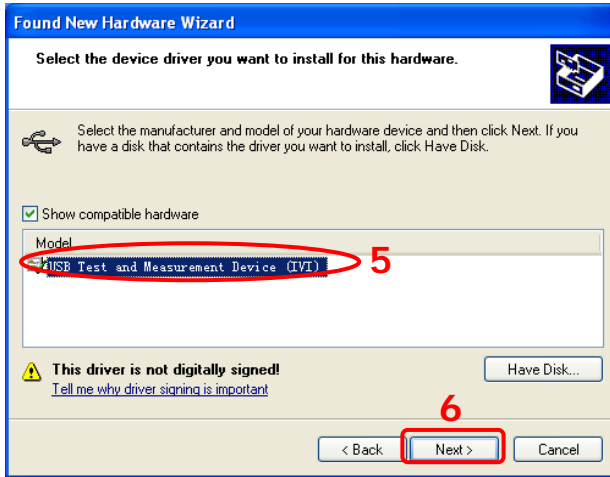 Found New Hardware Wizard
Select the device driver you want to install for this hardware.
Select the manufacturer and model of your hardware device and then click Next. If you
have a disk that contains the driver you want to install, click Have Disk.
Show compatible hardware
Model
USB Test and Measurement Device (IVI)
5
This driver is not digitally signed!
Have Disk...
Tell me why driver signing is important
6
< Back
Next >
Cancel